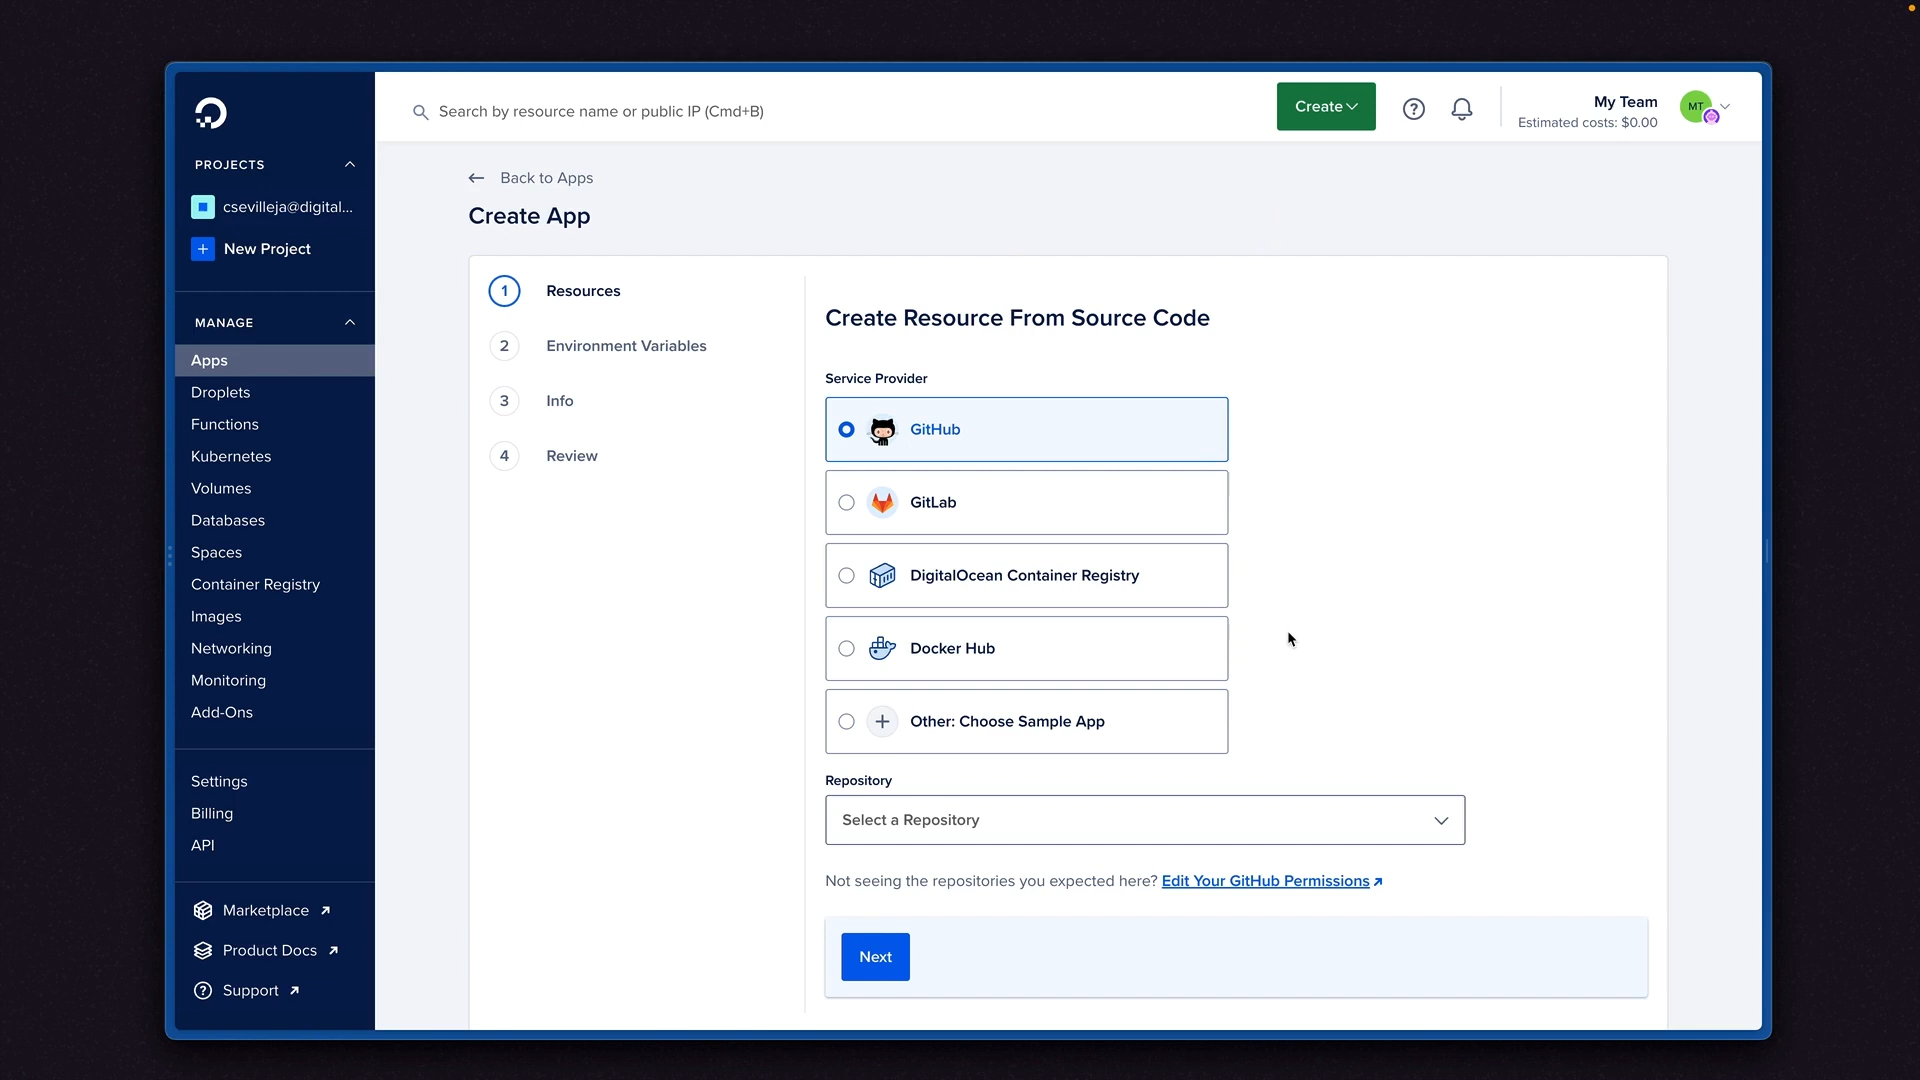 PROJECTS
csevilleja@digital...
New Project
MANAGE
Apps
Droplets
Functions
Kubernetes
Volumes
Databases
Spaces
Container Registry
Images
Networking
Monitoring
Add-Ons
Settings
Billing
API
Marketplace
Product Docs
Support
Search by resource name or public IP (Cmd+B)
Create
My Team
Estimated costs: $0.00
MT
Back to Apps
Create App
1 Resources
2 Environment Variables
3 Info
4 Review
Create Resource From Source Code
Service Provider
GitHub
GitLab
DigitalOcean Container Registry
Docker Hub
Other: Choose Sample App
Repository
Select a Repository
Not seeing the repositories you expected here? Edit Your GitHub Permissions
Next